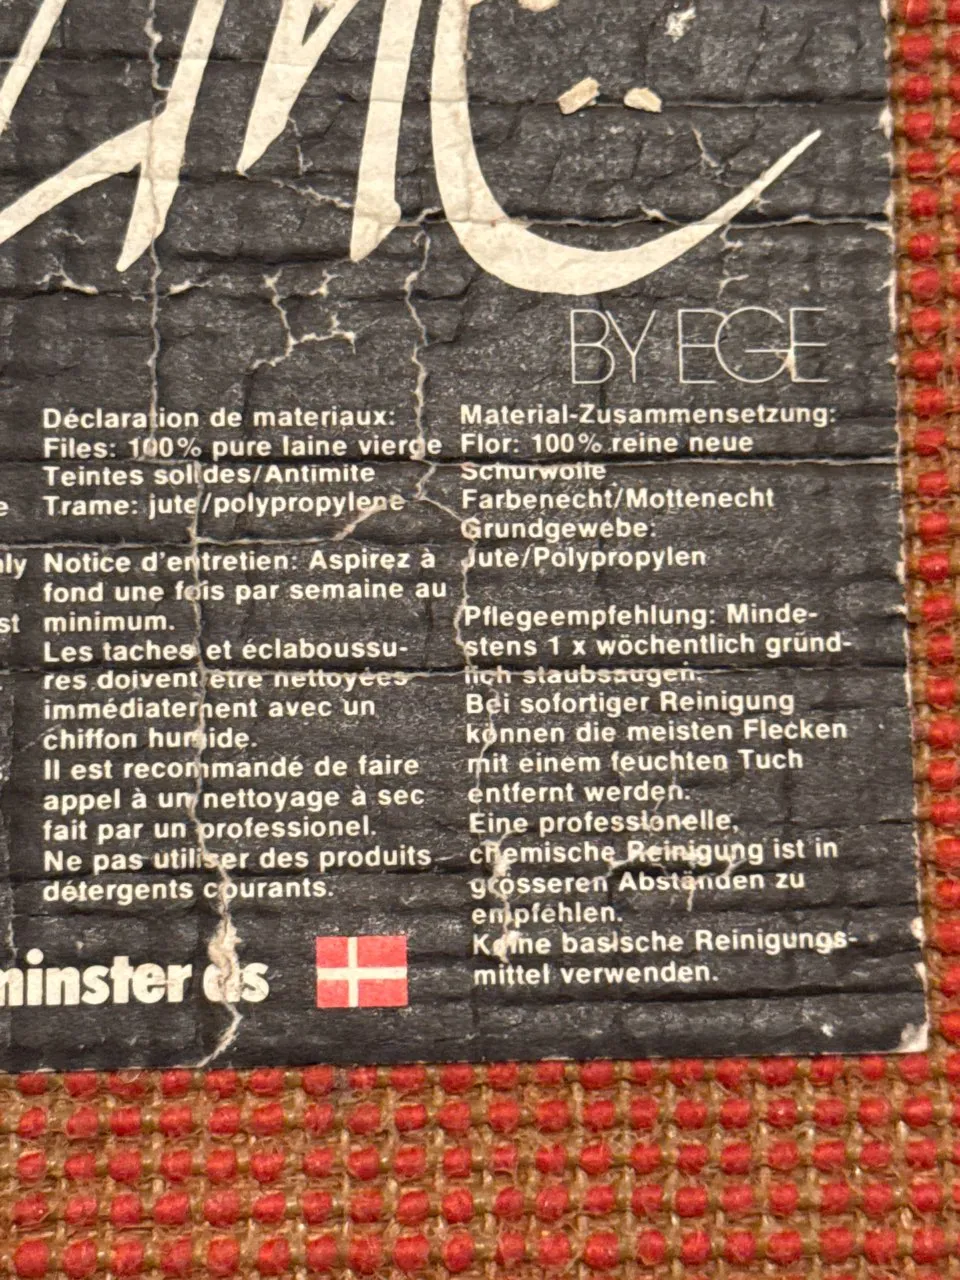 BY EGE
Déclaration de materiaux:
Files: 100% pure laine vierge
Teintes solides/Antimite
Trame: jute/polypropylene
Notice d'entretien: Aspirez à
fond une fois par semaine au
minimum.
Les taches et éclaboussu-
res doivent etre nettoyées
immédiatement avec un
chiffon humide.
Il est recommandé de faire
appel à un nettoyage à sec
fait par un professionel.
Ne pas utiliser des produits
détergents courants.
Material-Zusammensetzung:
Flor: 100% reine neue
Schurwolle
Farbenecht/Mottenecht
Grundgewebe:
Jute/Polypropylen
Pflegeempfehlung: Minde-
stens 1 x wöchentlich gründ-
lich staubsaugen.
Bei sofortiger Reinigung
können die meisten Flecken
mit einem feuchten Tuch
entfernt werden.
Eine professionelle,
chemische Reinigung ist in
grösseren Abständen zu
empfehlen.
Keine basische Reinigungs-
mittel verwenden.
minster as